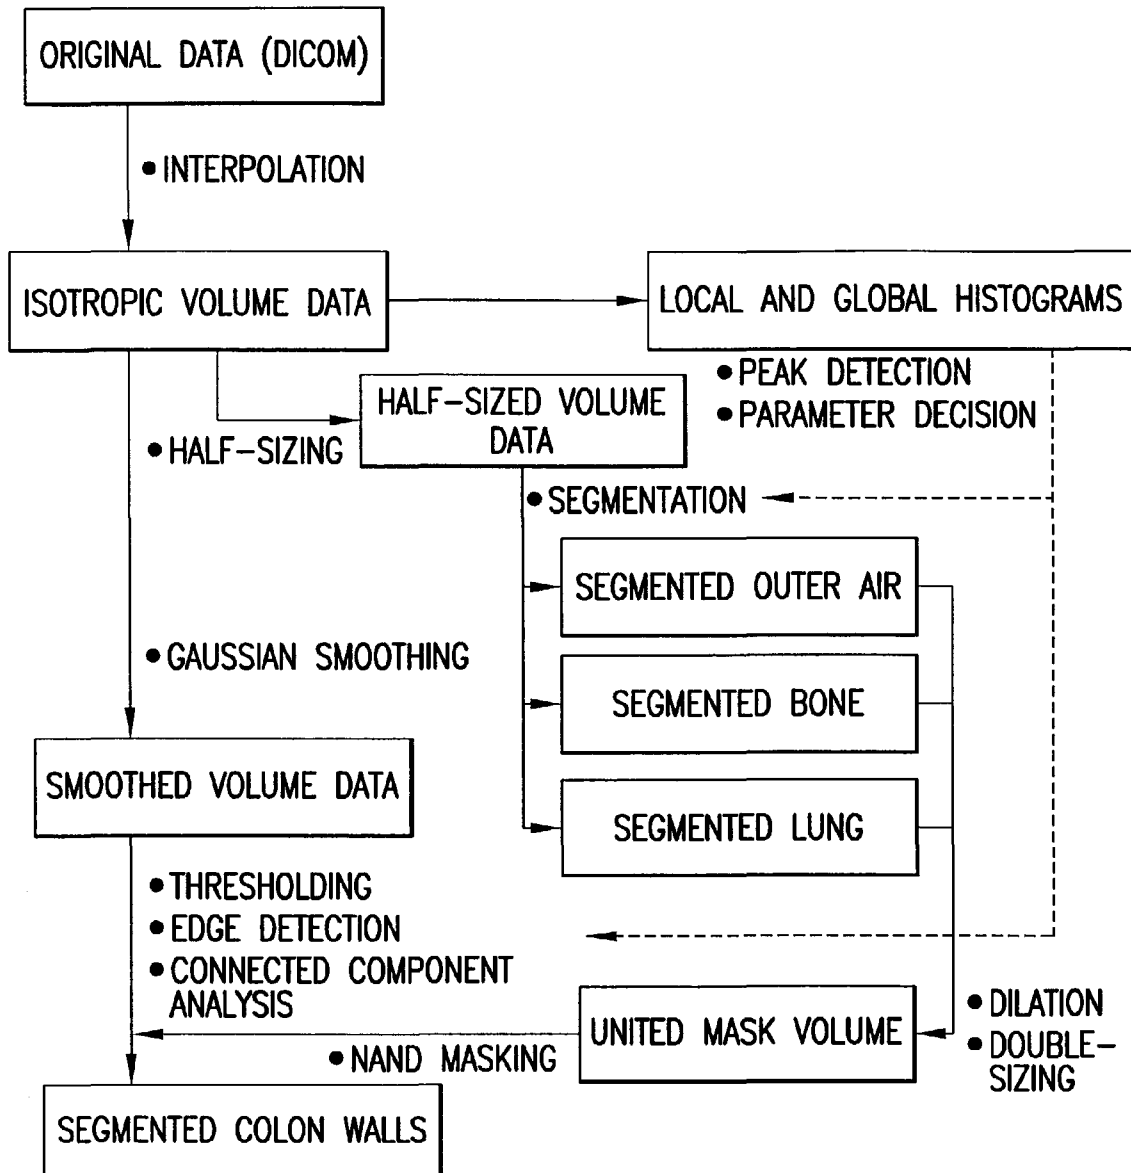 ORIGINAL DATA (DICOM)
• INTERPOLATION
ISOTROPIC VOLUME DATA
LOCAL AND GLOBAL HISTOGRAMS
• PEAK DETECTION
• PARAMETER DECISION
HALF-SIZED VOLUME
DATA
• HALF-SIZING
• SEGMENTATION
SEGMENTED OUTER AIR
• GAUSSIAN SMOOTHING
SEGMENTED BONE
SMOOTHED VOLUME DATA
SEGMENTED LUNG
• THRESHOLDING
• EDGE DETECTION
• CONNECTED COMPONENT
ANALYSIS
UNITED MASK VOLUME
• DILATION
• DOUBLE-
SIZING
• NAND MASKING
SEGMENTED COLON WALLS